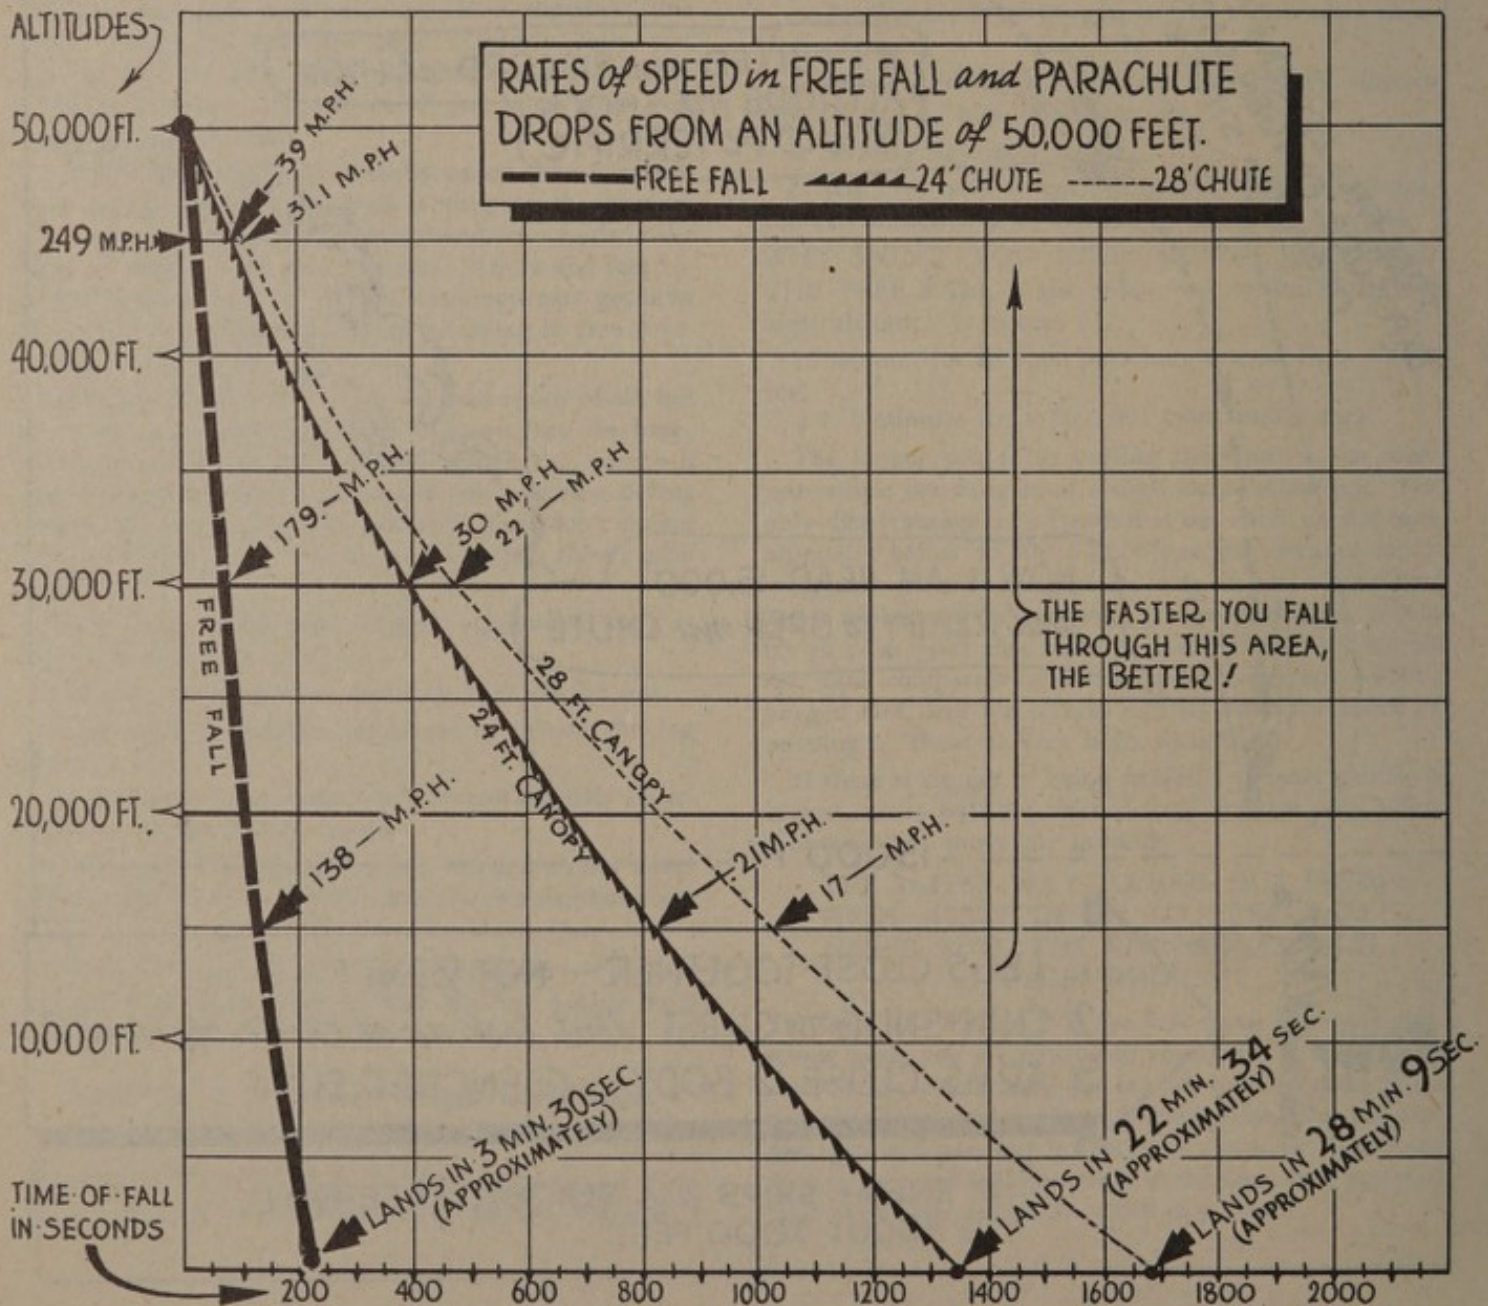 ALTITUDES
RATES of SPEED in FREE FALL and PARACHUTE
DROPS FROM AN ALTITUDE of 50,000 FEET.
FREE FALL 24' CHUTE 28' CHUTE
50,000 FT.
39 M.P.H.
31.1 M.P.H
249 M.P.H.
40,000 FT.
179 - M.P.H.
30 M.P.H
22 - M.P.H
30,000 FT.
FREE FALL
THE FASTER YOU FALL
THROUGH THIS AREA,
THE BETTER!
28 FT. CANOPY
24 FT. CANOPY
20,000 FT.
138 - M.P.H.
21 M.P.H.
17 - M.P.H.
10,000 FT.
LANDS IN 3 MIN. 30 SEC.
(APPROXIMATELY)
LANDS IN 22 MIN. 34 SEC.
(APPROXIMATELY)
LANDS IN 28 MIN. 9 SEC.
(APPROXIMATELY)
TIME·OF·FALL
IN·SECONDS
200 400 600 800 1000 1200 1400 1600 1800 2000